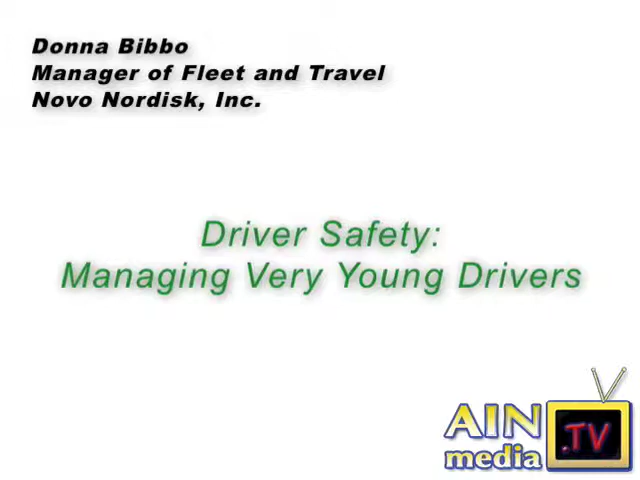 Donna Bibbo
Manager of Fleet and Travel
Novo Nordisk, Inc.
Driver Safety:
Managing Very Young Drivers
AIN
media
.TV